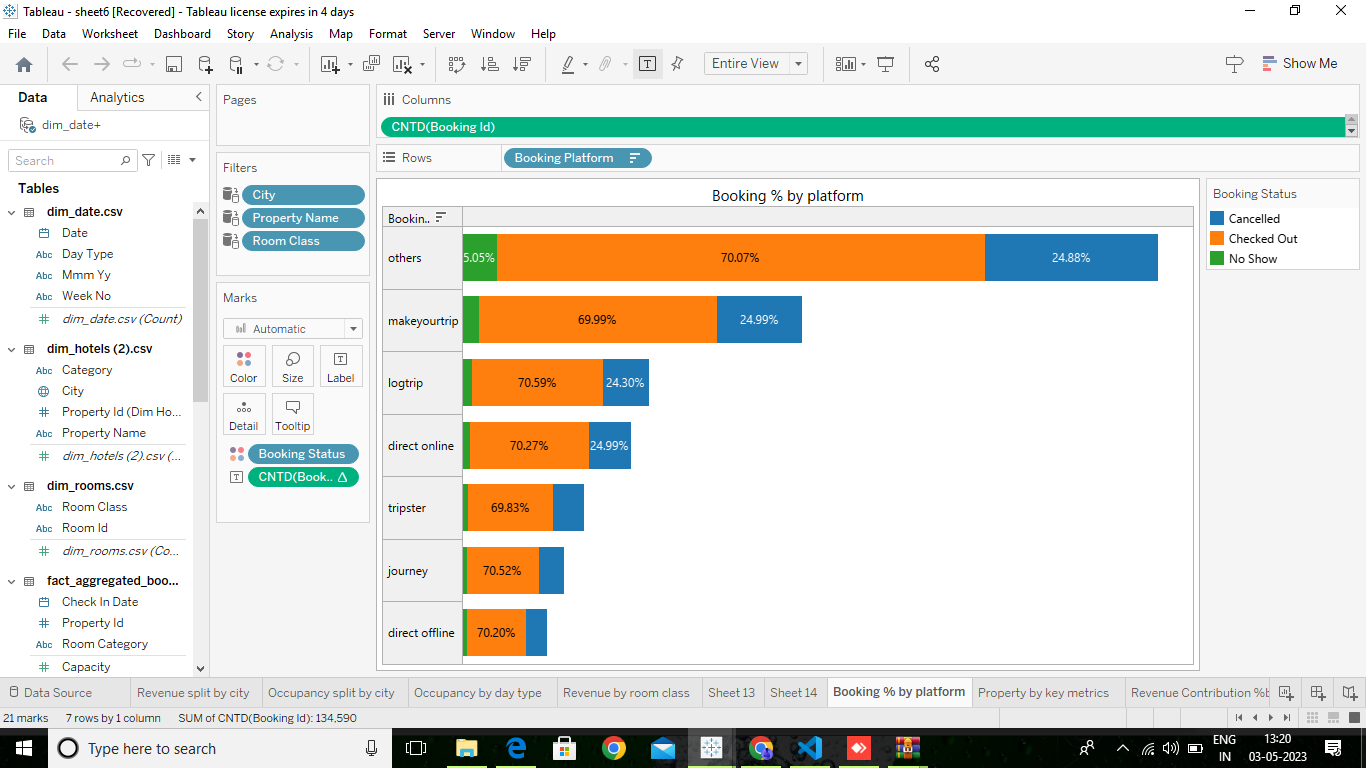 Tableau - sheet6 [Recovered] - Tableau license expires in 4 days
File Data Worksheet Dashboard Story Analysis Map Format Server Window Help
Entire View
Show Me
Data Analytics
dim_date+
Search
Tables
dim_date.csv
Date
Abc Day Type
Abc Mmm Yy
Abc Week No
dim_date.csv (Count)
dim_hotels (2).csv
Abc Category
City
Property Id (Dim Ho...
Abc Property Name
dim_hotels (2).csv (...
dim_rooms.csv
Abc Room Class
Abc Room Id
dim_rooms.csv (Co...
fact_aggregated_boo...
Check In Date
Property Id
Abc Room Category
Capacity
Pages
Filters
City
Property Name
Room Class
Marks
Automatic
Color Size Label
Detail Tooltip
Booking Status
CNTD(Book.. Δ
Columns
CNTD(Booking Id)
Rows
Booking Platform
Booking % by platform
Bookin..
others 5.05% 70.07% 24.88%
makeyourtrip 69.99% 24.99%
logtrip 70.59% 24.30%
direct online 70.27% 24.99%
tripster 69.83%
journey 70.52%
direct offline 70.20%
Booking Status
Cancelled
Checked Out
No Show
Data Source Revenue split by city Occupancy split by city Occupancy by day type Revenue by room class Sheet 13 Sheet 14 Booking % by platform Property by key metrics Revenue Contribution %b
21 marks 7 rows by 1 column SUM of CNTD(Booking Id): 134,590
Type here to search
ENG 13:20
IN 03-05-2023